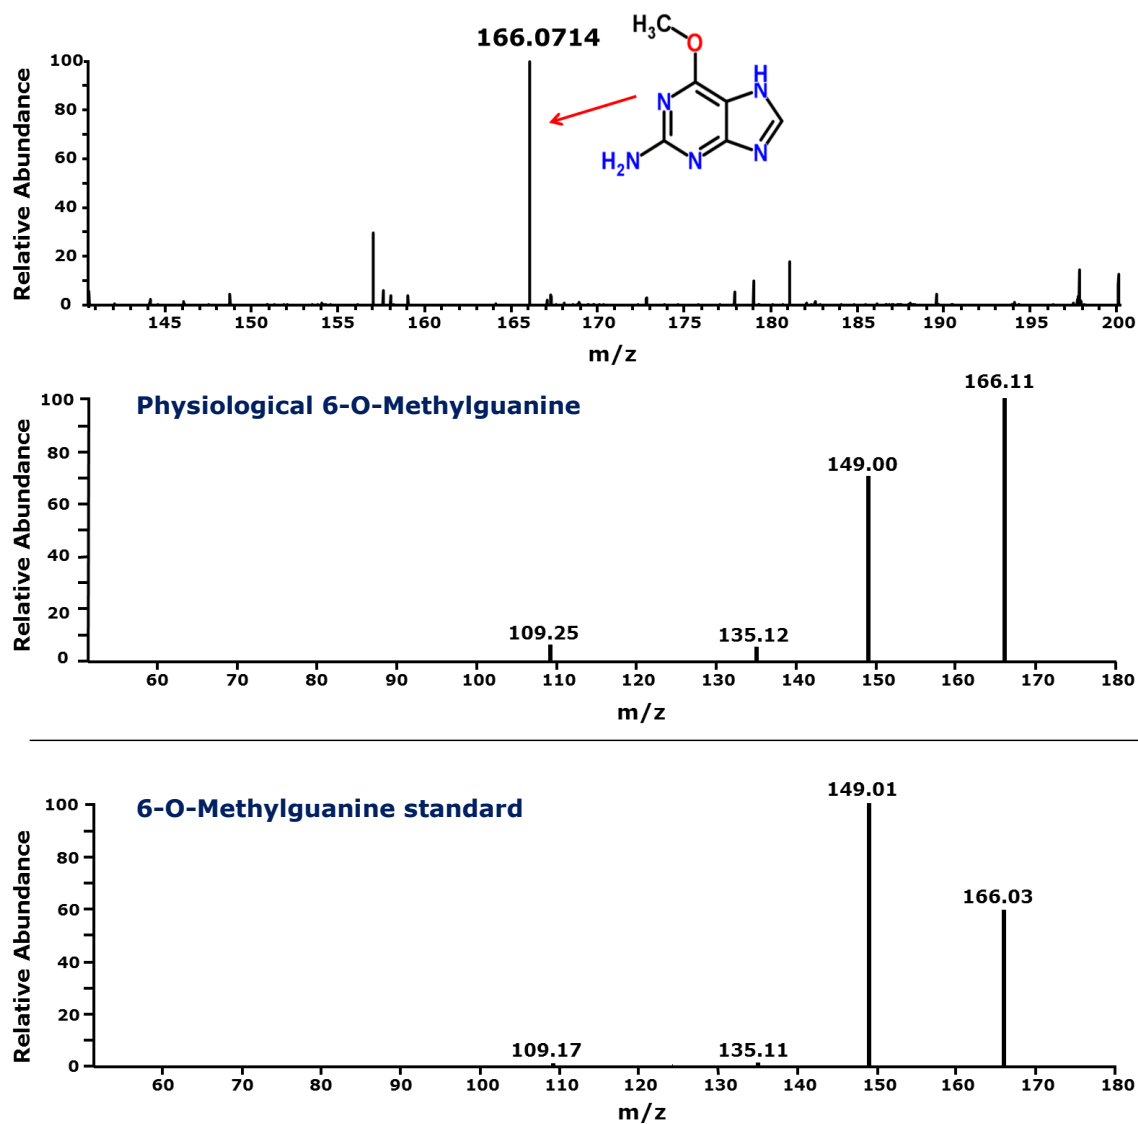 166.0714
H3C
O
H
N
N
H2N
N
N
Relative Abundance
100
80
60
40
20
0
145 150 155 160 165 170 175 180 185 190 195 200
m/z
Physiological 6-O-Methylguanine
166.11
149.00
109.25
135.12
Relative Abundance
100
80
60
40
20
0
60 70 80 90 100 110 120 130 140 150 160 170 180
m/z
6-O-Methylguanine standard
149.01
166.03
109.17
135.11
Relative Abundance
100
80
60
40
20
0
60 70 80 90 100 110 120 130 140 150 160 170 180
m/z